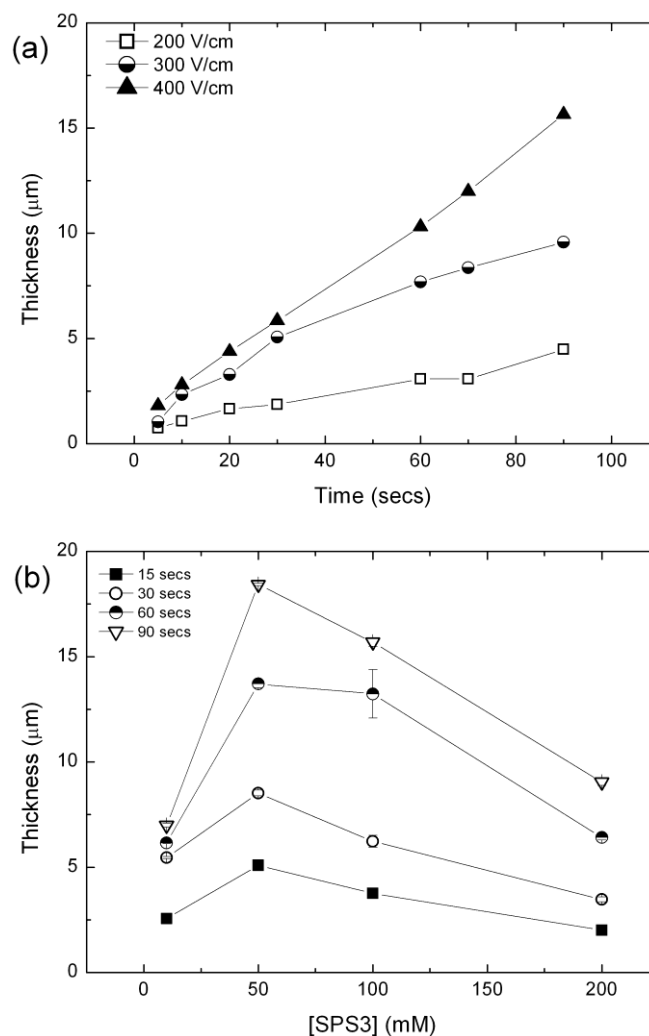 (a)
200 V/cm
300 V/cm
400 V/cm
20
15
10
5
0
Thickness (μm)
0 20 40 60 80 100
Time (secs)
(b)
15 secs
30 secs
60 secs
90 secs
20
15
10
5
0
Thickness (μm)
0 50 100 150 200
[SPS3] (mM)